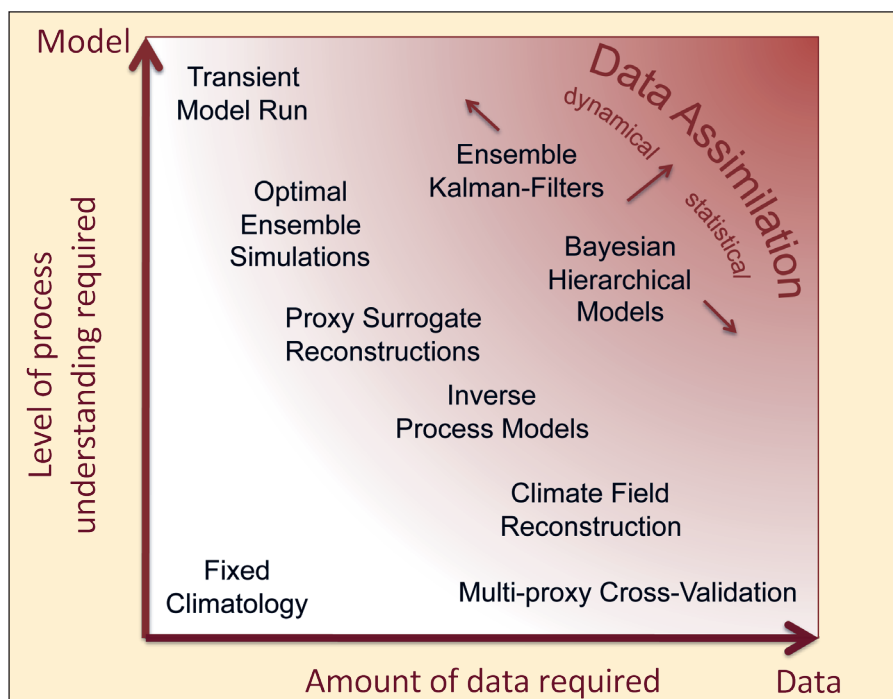 Model
Transient
Model Run
Data Assimilation
dynamical
statistical
Ensemble
Kalman-Filters
Optimal
Ensemble
Simulations
Bayesian
Hierarchical
Models
Proxy Surrogate
Reconstructions
Inverse
Process Models
Climate Field
Reconstruction
Fixed
Climatology
Multi-proxy Cross-Validation
Level of process
understanding required
Amount of data required
Data